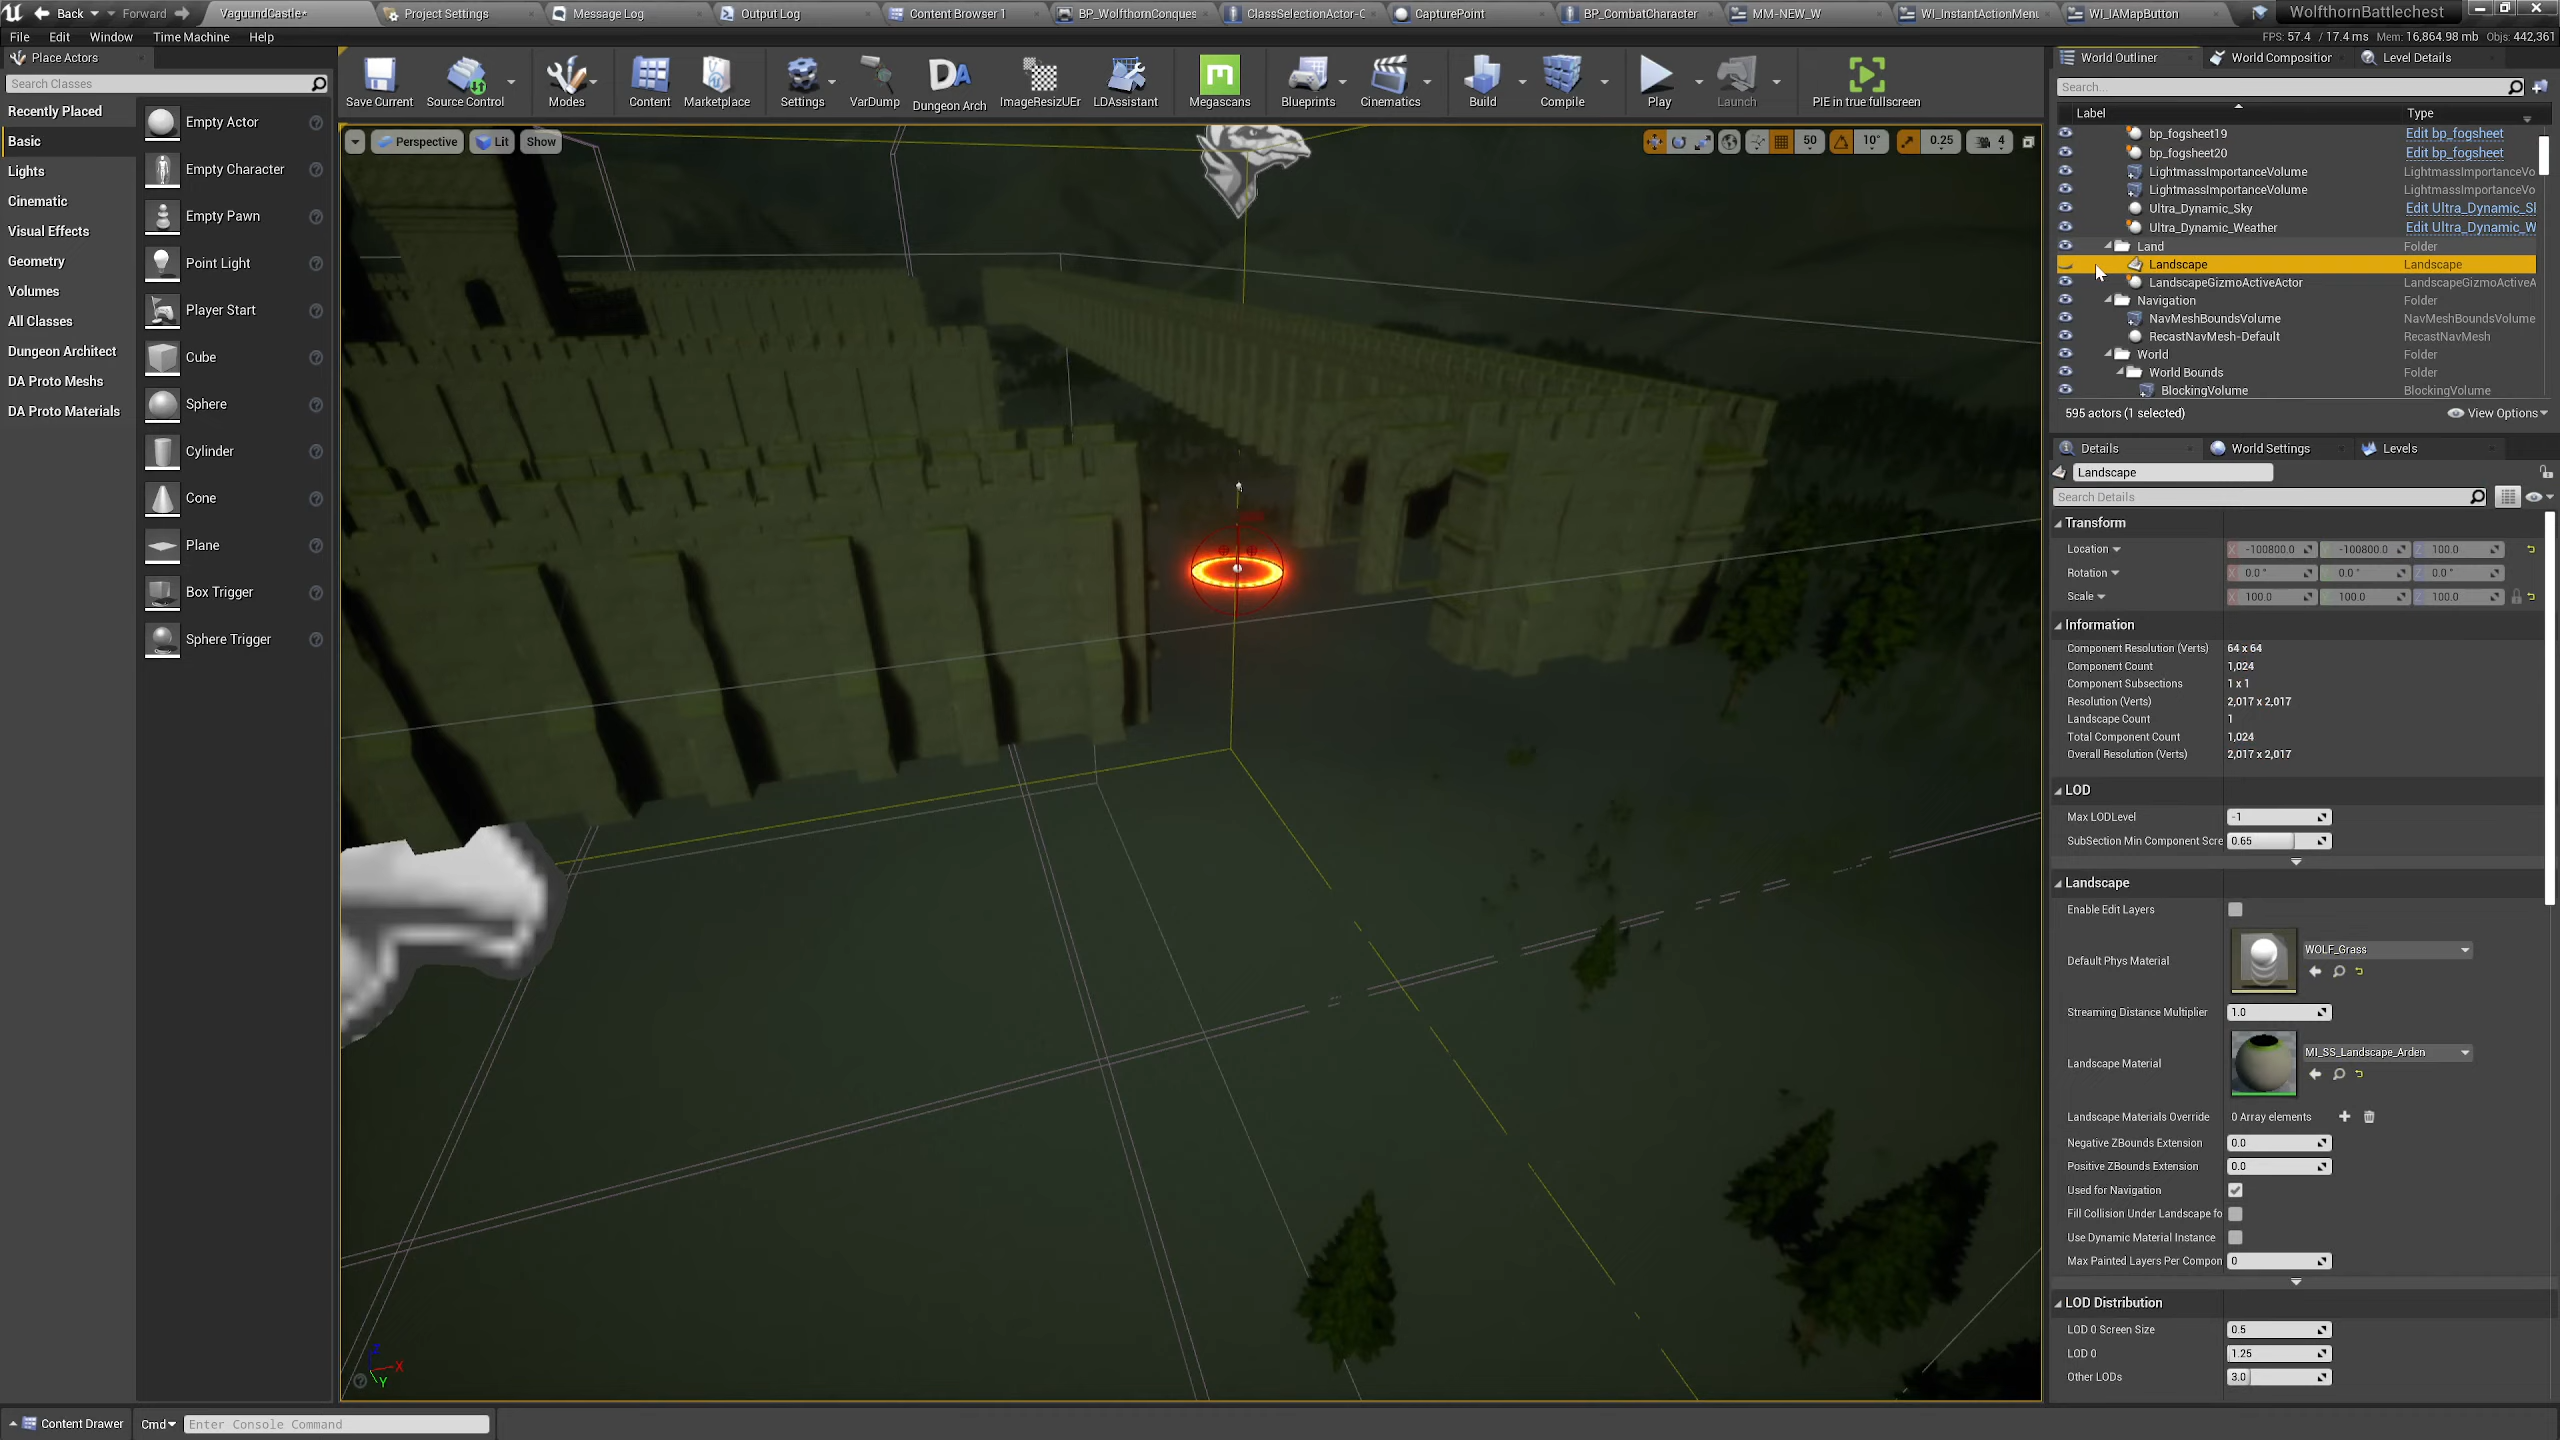 Back Forward VaguundCastle* Project Settings Message Log Output Log Content Browser 1 BP_WolfthornConques ClassSelectionActor-C CapturePoint BP_CombatCharacter MM-NEW_W WI_InstantActionMenu WI_IAMapButton WolfthornBattlechest
File Edit Window Time Machine Help
FPS: 57.4 / 17.4 ms Mem: 16,864.98 mb Objs: 442,361
Place Actors
Search Classes
Recently Placed
Basic
Lights
Cinematic
Visual Effects
Geometry
Volumes
All Classes
Dungeon Architect
DA Proto Meshs
DA Proto Materials
Empty Actor
Empty Character
Empty Pawn
Point Light
Player Start
Cube
Sphere
Cylinder
Cone
Plane
Box Trigger
Sphere Trigger
Save Current Source Control Modes Content Marketplace Settings VarDump Dungeon Arch ImageResizUEr LDAssistant Megascans Blueprints Cinematics Build Compile Play Launch PIE in true fullscreen
Perspective Lit Show
50 10° 0.25 4
Z
X
Y
World Outliner World Composition Level Details
Search...
Label Type
bp_fogsheet19 Edit bp_fogsheet
bp_fogsheet20 Edit bp_fogsheet
LightmassImportanceVolume LightmassImportanceVo
LightmassImportanceVolume LightmassImportanceVo
Ultra_Dynamic_Sky Edit Ultra_Dynamic_Sl
Ultra_Dynamic_Weather Edit Ultra_Dynamic_W
Land Folder
Landscape Landscape
LandscapeGizmoActiveActor LandscapeGizmoActiveA
Navigation Folder
NavMeshBoundsVolume NavMeshBoundsVolume
RecastNavMesh-Default RecastNavMesh
World Folder
World Bounds Folder
BlockingVolume BlockingVolume
595 actors (1 selected) View Options
Details World Settings Levels
Landscape
Search Details
Transform
Location X -100800.0 Y -100800.0 Z 100.0
Rotation X 0.0 ° Y 0.0 ° Z 0.0 °
Scale X 100.0 Y 100.0 Z 100.0
Information
Component Resolution (Verts) 64 x 64
Component Count 1,024
Component Subsections 1 x 1
Resolution (Verts) 2,017 x 2,017
Landscape Count 1
Total Component Count 1,024
Overall Resolution (Verts) 2,017 x 2,017
LOD
Max LODLevel -1
SubSection Min Component Scre 0.65
Landscape
Enable Edit Layers
Default Phys Material WOLF_Grass
Streaming Distance Multiplier 1.0
Landscape Material MI_SS_Landscape_Arden
Landscape Materials Override 0 Array elements
Negative ZBounds Extension 0.0
Positive ZBounds Extension 0.0
Used for Navigation
Fill Collision Under Landscape fo
Use Dynamic Material Instance
Max Painted Layers Per Compon 0
LOD Distribution
LOD 0 Screen Size 0.5
LOD 0 1.25
Other LODs 3.0
Content Drawer Cmd Enter Console Command